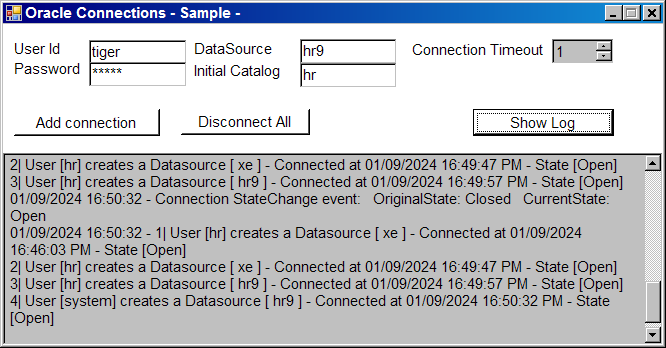 Oracle Connections - Sample -
User Id tiger DataSource hr9 Connection Timeout 1
Password ***** Initial Catalog hr
Add connection Disconnect All Show Log
2| User [hr] creates a Datasource [ xe ] - Connected at 01/09/2024 16:49:47 PM - State [Open]
3| User [hr] creates a Datasource [ hr9 ] - Connected at 01/09/2024 16:49:57 PM - State [Open]
01/09/2024 16:50:32 - Connection StateChange event:   OriginalState: Closed   CurrentState:
Open
01/09/2024 16:50:32 - 1| User [hr] creates a Datasource [ xe ] - Connected at 01/09/2024
16:46:03 PM - State [Open]
2| User [hr] creates a Datasource [ xe ] - Connected at 01/09/2024 16:49:47 PM - State [Open]
3| User [hr] creates a Datasource [ hr9 ] - Connected at 01/09/2024 16:49:57 PM - State [Open]
4| User [system] creates a Datasource [ hr9 ] - Connected at 01/09/2024 16:50:32 PM - State
[Open]